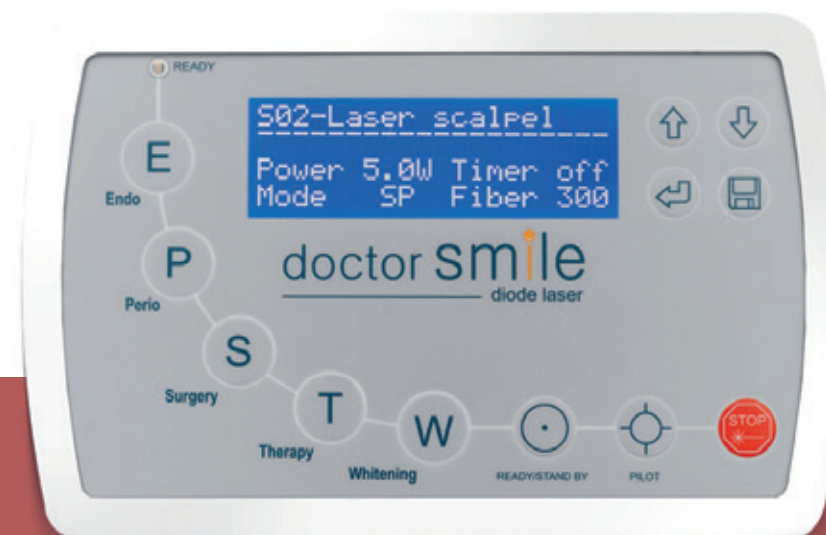 READY
S02-Laser scalpel
Power 5.0W Timer off
Mode SP Fiber 300
E
Endo
doctor smile
diode laser
P
Perio
S
Surgery
T
Therapy
W
Whitening
READY/STAND BY
PILOT
STOP